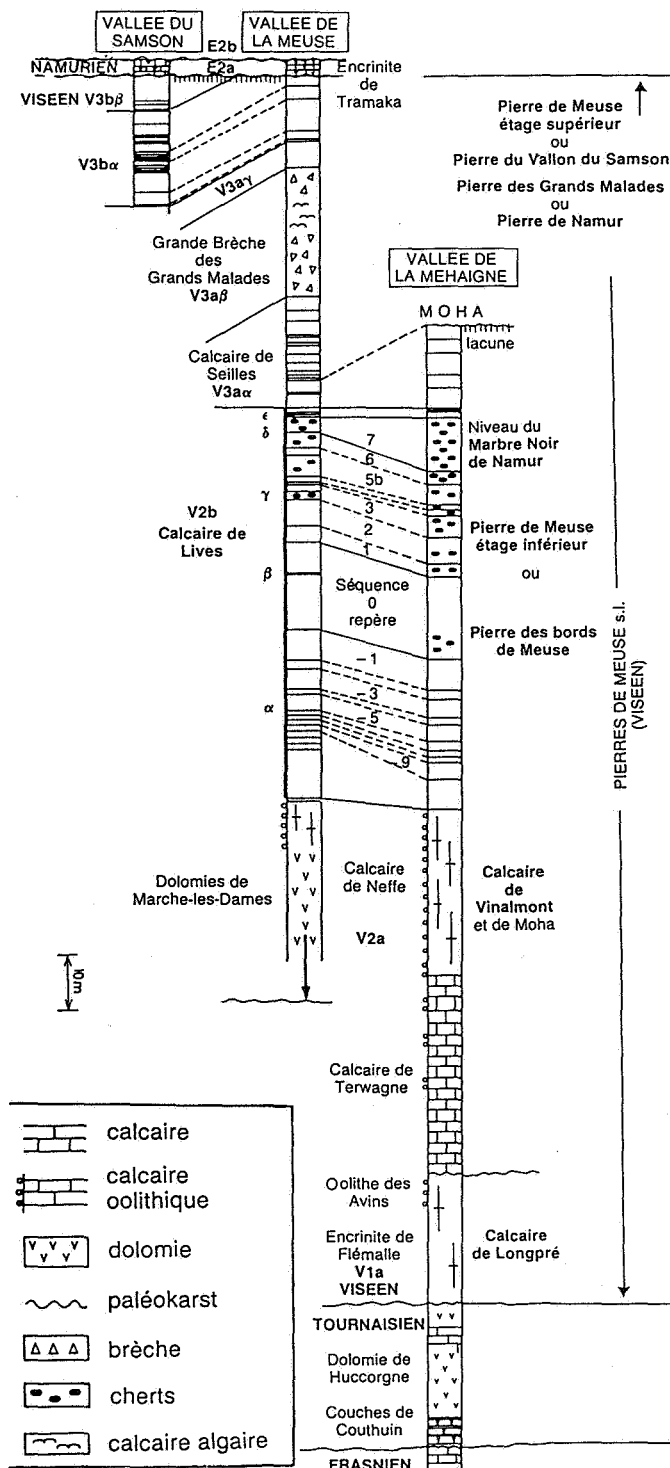 VALLEE DU
SAMSON
VALLEE DE
LA MEUSE
E2b
NAMURIEN
E2a
Encrinite
de
Tramaka
VISEEN V3bβ
V3bα
V3aγ
Pierre de Meuse
étage supérieur
ou
Pierre du Vallon du Samson
Pierre des Grands Malades
ou
Pierre de Namur
Grande Brèche
des
Grands Malades
V3aβ
VALLEE DE
LA MEHAIGNE
MOHA
lacune
Calcaire de
Seilles
V3aα
ϵ
δ
7
6
5b
3
2
1
γ
V2b
Calcaire de
Lives
β
Niveau du
Marbre Noir
de Namur
Pierre de Meuse
étage inférieur
ou
Pierre des bords
de Meuse
Séquence
0
repère
-1
-3
-5
-9
α
PIERRES DE MEUSE s.l.
(VISEEN)
Dolomies de
Marche-les-Dames
Calcaire
de Neffe
V2a
Calcaire
de
Vinalmont
et de Moha
10m
Calcaire de
Terwagne
Oolithe des
Avins
Encrinite de
Flémalle
V1a
VISEEN
Calcaire
de Longpré
TOURNAISIEN
Dolomie de
Huccorgne
Couches de
Couthuin
FRASNIEN
calcaire
calcaire
oolithique
dolomie
paléokarst
brèche
cherts
calcaire algaire